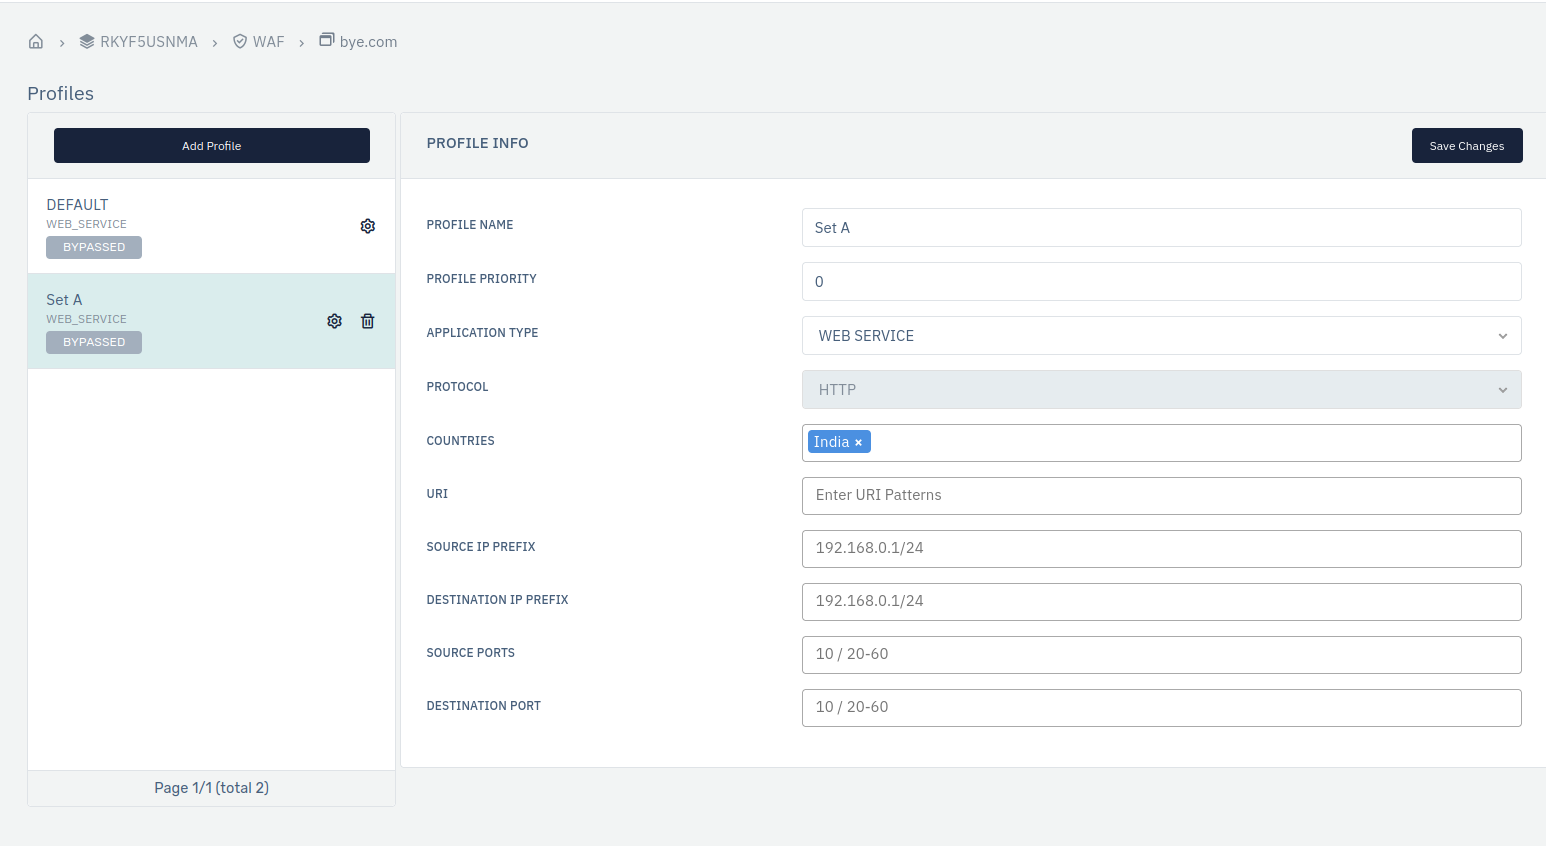 RKYF5USNMA > WAF > bye.com
Profiles
Add Profile
DEFAULT
WEB_SERVICE
BYPASSED
Set A
WEB_SERVICE
BYPASSED
Page 1/1 (total 2)
PROFILE INFO
Save Changes
PROFILE NAME
Set A
PROFILE PRIORITY
0
APPLICATION TYPE
WEB SERVICE
PROTOCOL
HTTP
COUNTRIES
India ×
URI
Enter URI Patterns
SOURCE IP PREFIX
192.168.0.1/24
DESTINATION IP PREFIX
192.168.0.1/24
SOURCE PORTS
10 / 20-60
DESTINATION PORT
10 / 20-60